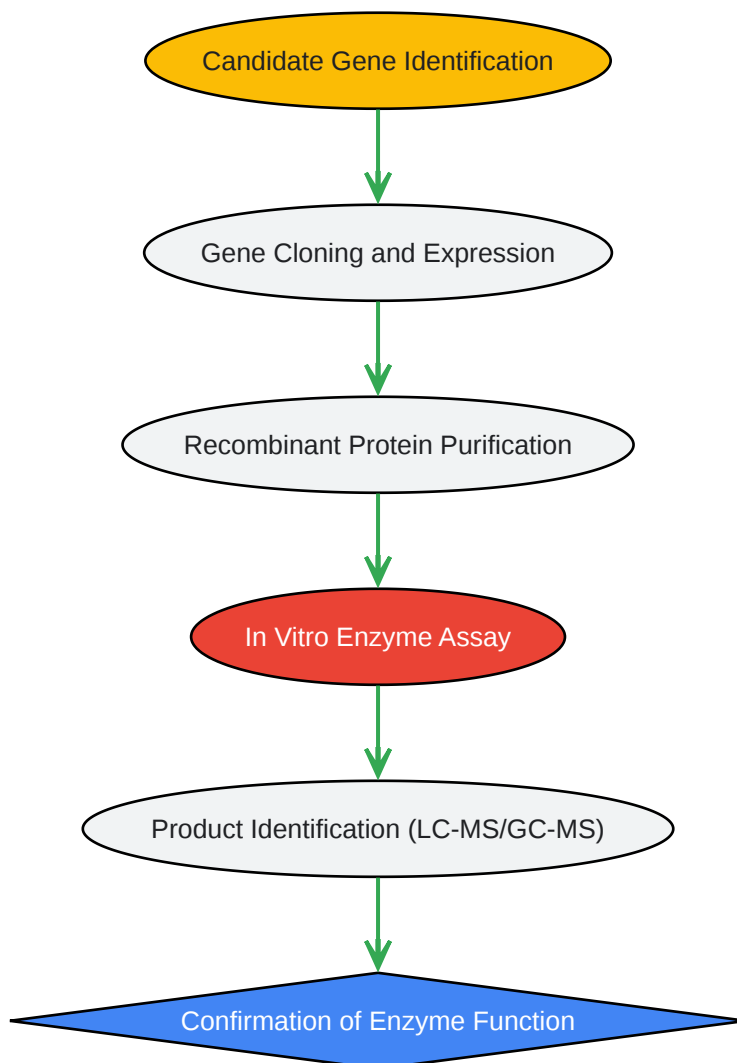 Candidate Gene Identification
Gene Cloning and Expression
Recombinant Protein Purification
In Vitro Enzyme Assay
Product Identification (LC-MS/GC-MS)
Confirmation of Enzyme Function